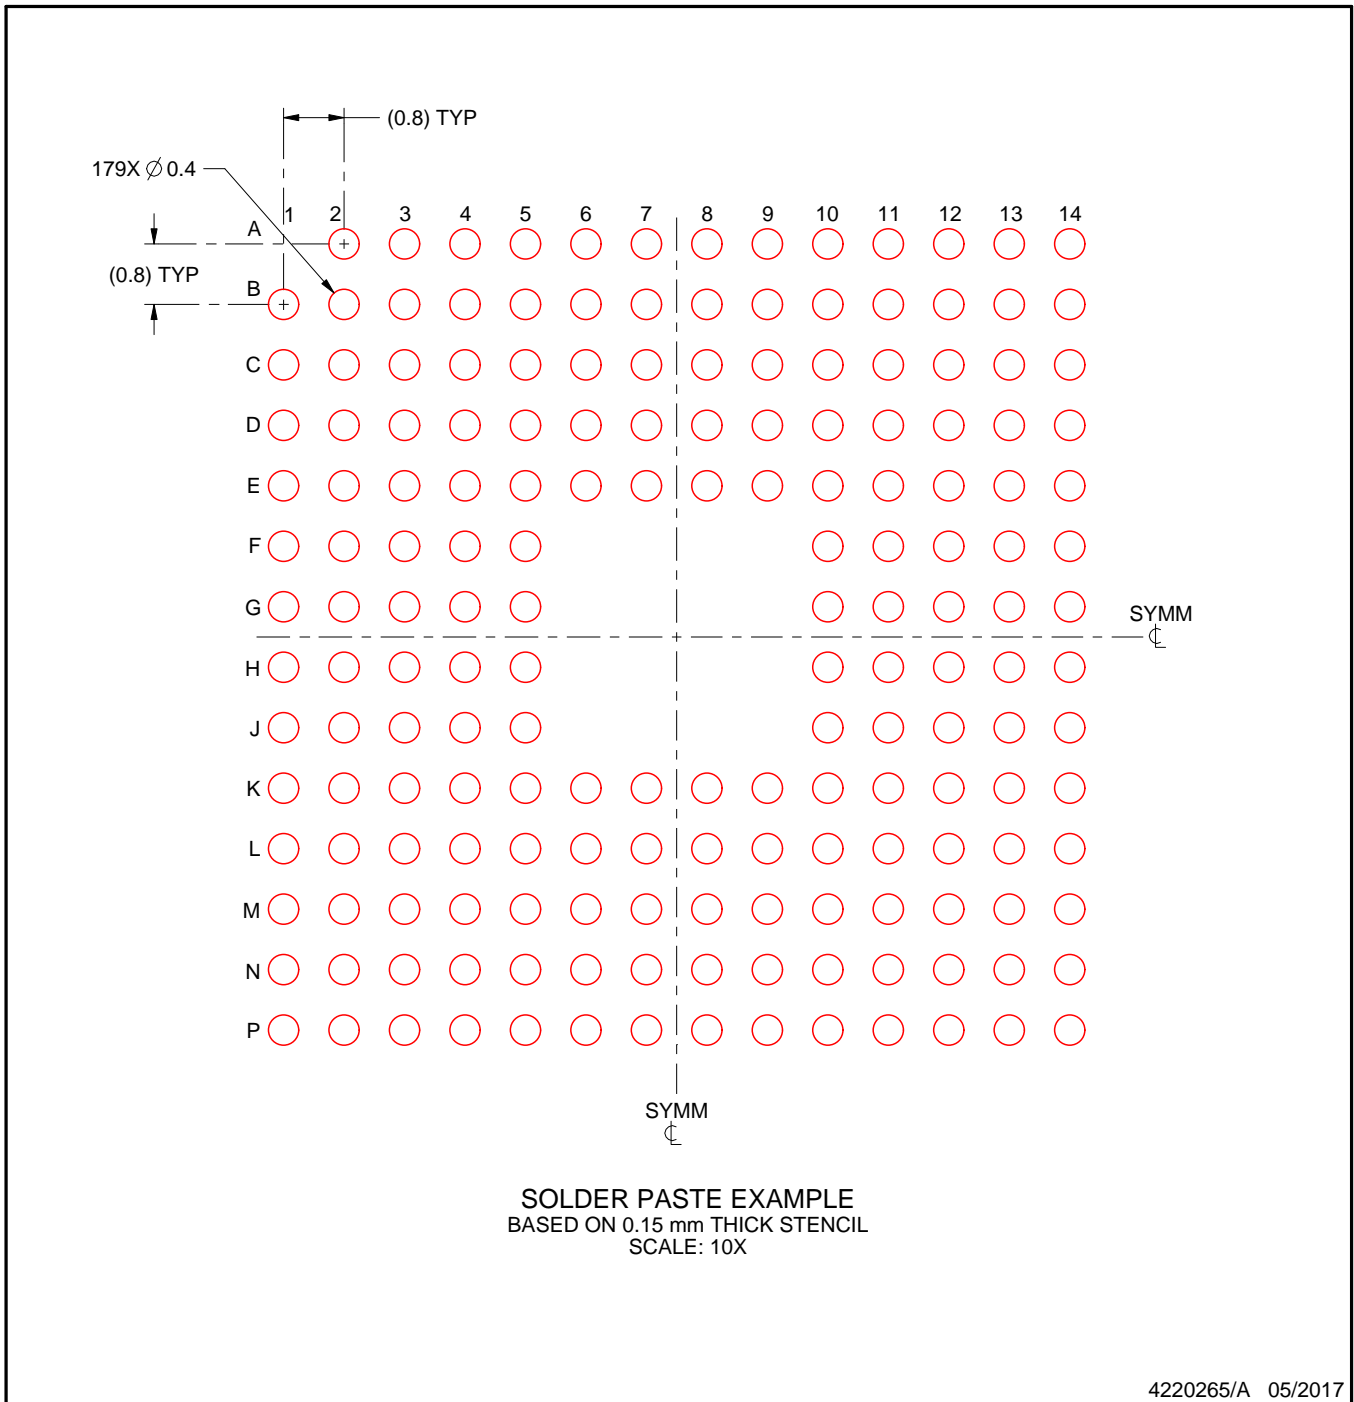 (0.8) TYP
179X ∅ 0.4
1 2 3 4 5 6 7 8 9 10 11 12 13 14
A
(0.8) TYP
B
C
D
E
F
G
SYMM
℄
H
J
K
L
M
N
P
SYMM
℄
SOLDER PASTE EXAMPLE
BASED ON 0.15 mm THICK STENCIL
SCALE: 10X
4220265/A 05/2017